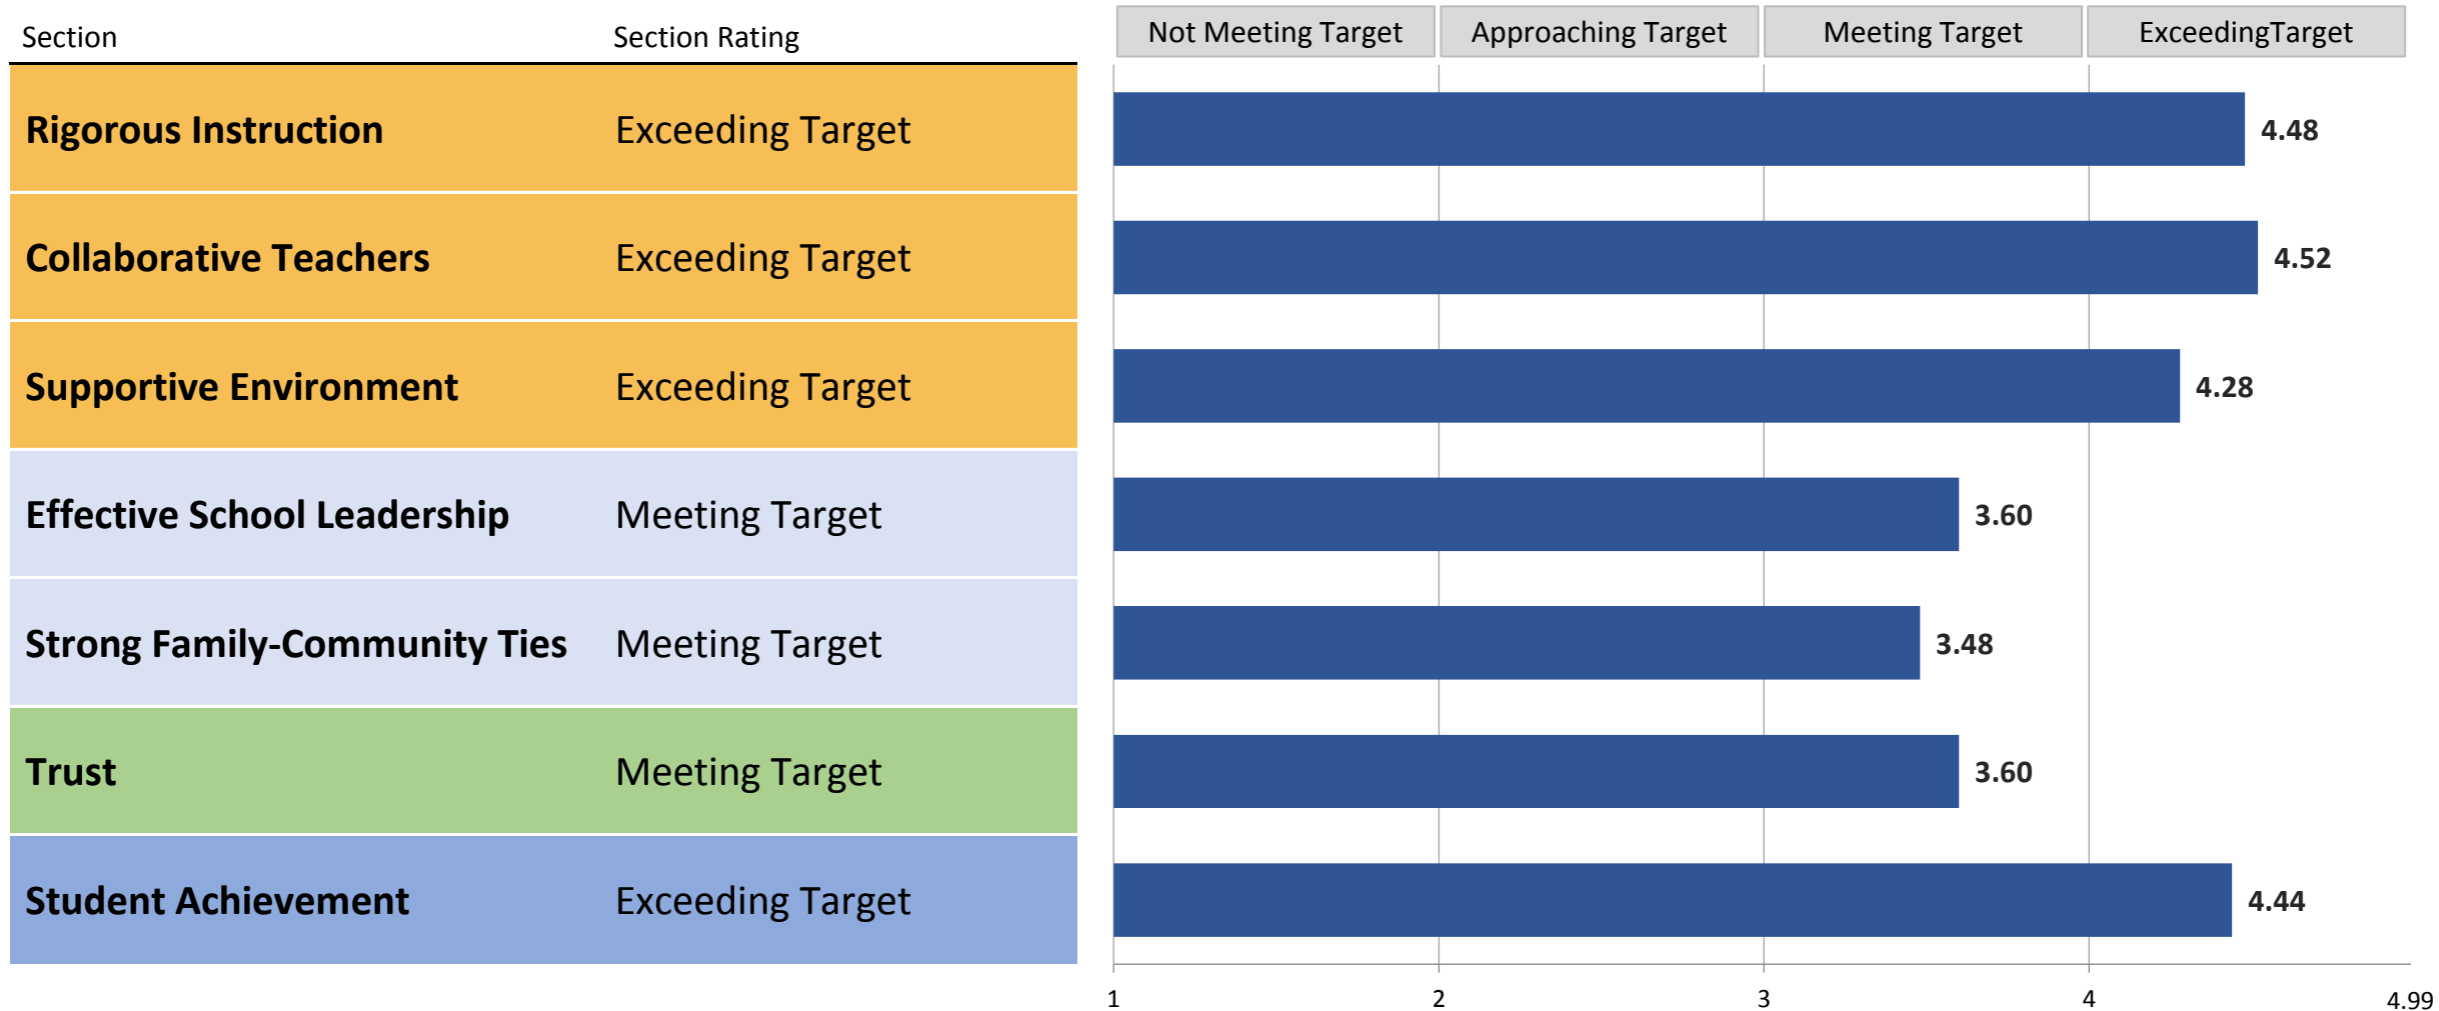 Section Section Rating Not Meeting Target Approaching Target Meeting Target ExceedingTarget
Rigorous Instruction Exceeding Target 4.48
Collaborative Teachers Exceeding Target 4.52
Supportive Environment Exceeding Target 4.28
Effective School Leadership Meeting Target 3.60
Strong Family-Community Ties Meeting Target 3.48
Trust Meeting Target 3.60
Student Achievement Exceeding Target 4.44
1 2 3 4 4.99